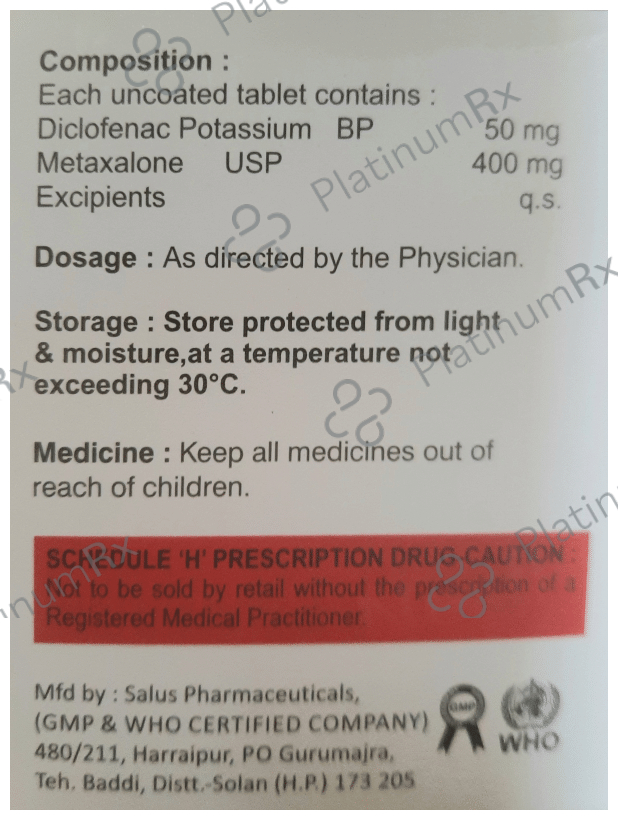 Composition :
Each uncoated tablet contains :
Diclofenac Potassium BP 50 mg
Metaxalone USP 400 mg
Excipients q.s.
Dosage : As directed by the Physician.
Storage : Store protected from light
& moisture,at a temperature not
exceeding 30°C.
Medicine : Keep all medicines out of
reach of children.
SCHEDULE 'H' PRESCRIPTION DRUG-CAUTION :
Not to be sold by retail without the prescription of a
Registered Medical Practitioner.
Mfd by : Salus Pharmaceuticals,
(GMP & WHO CERTIFIED COMPANY)
480/211, Harraipur, PO Gurumajra,
Teh. Baddi, Distt.-Solan (H.P.) 173 205
GMP
WHO
PlatinumRx
PlatinumRx